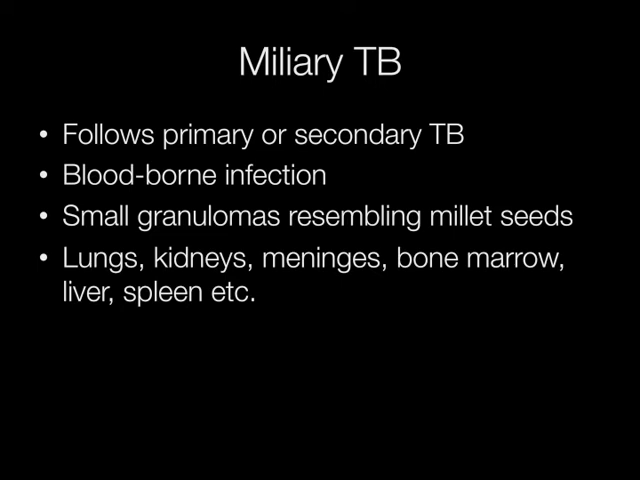 Miliary TB
• Follows primary or secondary TB
• Blood-borne infection
• Small granulomas resembling millet seeds
• Lungs, kidneys, meninges, bone marrow,
liver, spleen etc.